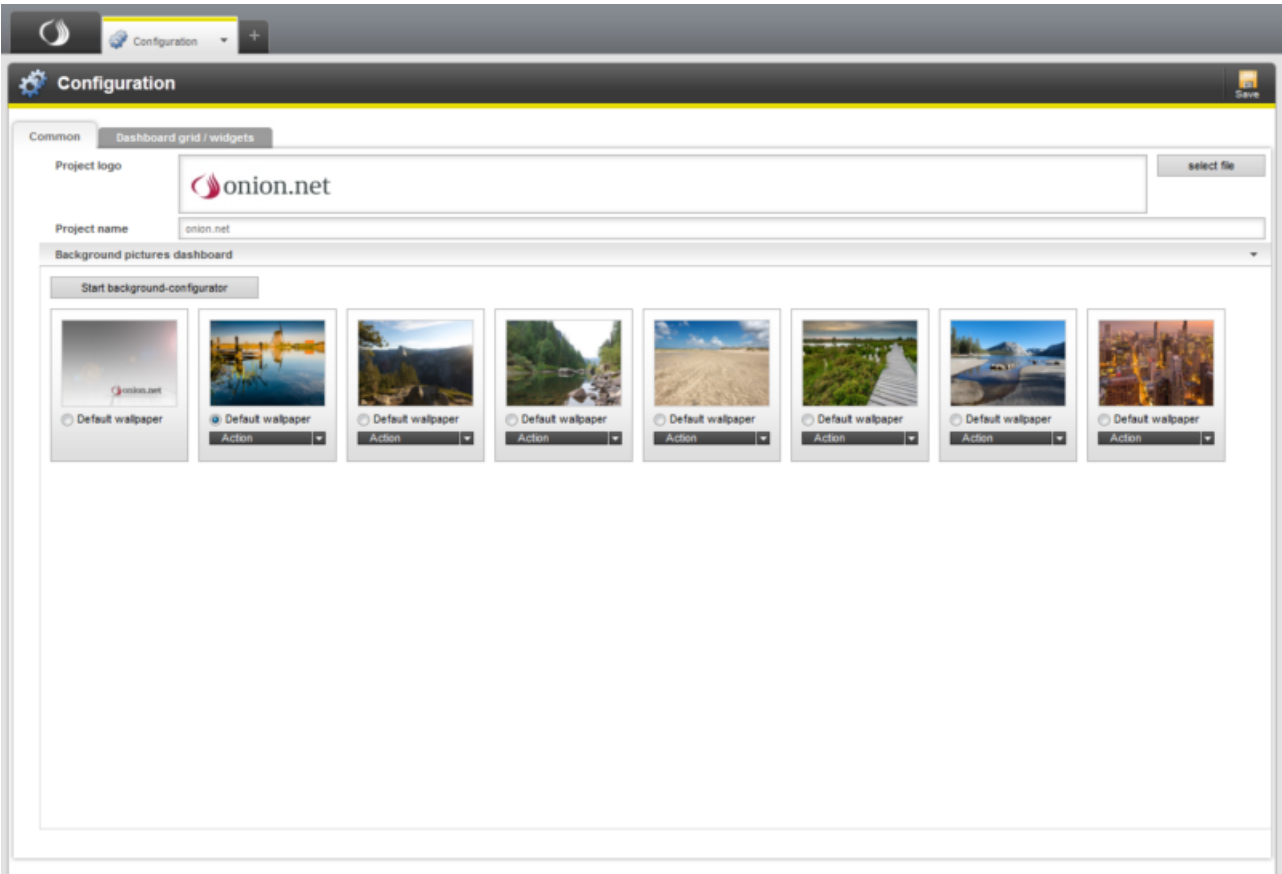 Configuration
+
Configuration
Save
Common
Dashboard grid / widgets
Project logo
onion.net
select file
Project name
onion.net
Background pictures dashboard
Start background-configurator
onion.net
Default wallpaper
Default wallpaper
Default wallpaper
Default wallpaper
Default wallpaper
Default wallpaper
Default wallpaper
Default wallpaper
Action
Action
Action
Action
Action
Action
Action